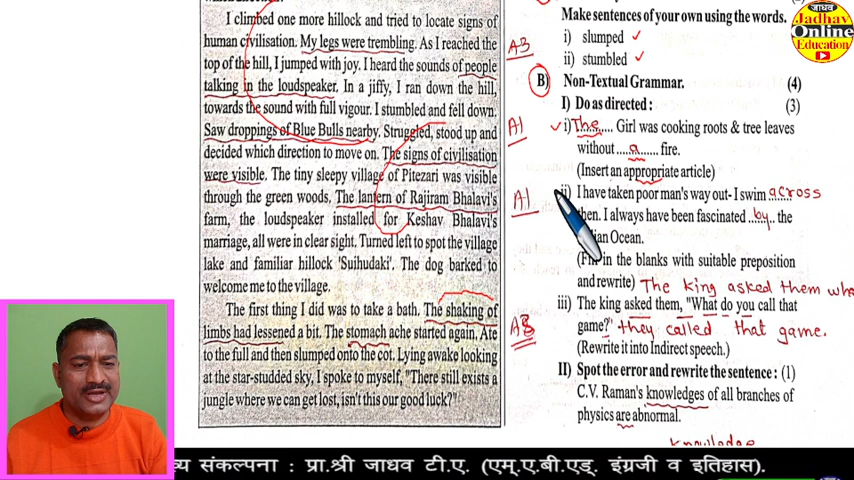 I climbed one more hillock and tried to locate signs of
human civilisation. My legs were trembling. As I reached the
top of the hill, I jumped with joy. I heard the sounds of people
talking in the loudspeaker. In a jiffy, I ran down the hill,
towards the sound with full vigour. I stumbled and fell down.
Saw droppings of Blue Bulls nearby. Struggled, stood up and
decided which direction to move on. The signs of civilisation
were visible. The tiny sleepy village of Pitezari was visible
through the green woods. The lantern of Rajiram Bhalavi's
farm, the loudspeaker installed for Keshav Bhalavi's
marriage, all were in clear sight. Turned left to spot the village
lake and familiar hillock 'Suihudaki'. The dog barked to
welcome me to the village.
The first thing I did was to take a bath. The shaking of
limbs had lessened a bit. The stomach ache started again. Ate
to the full and then slumped onto the cot. Lying awake looking
at the star-studded sky, I spoke to myself, "There still exists a
jungle where we can get lost, isn't this our good luck?"
Make sentences of your own using the words.
A3 i) slumped ✓
ii) stumbled ✓
B) Non-Textual Grammar. (4)
I) Do as directed : (3)
A1 ✓ i) The.... Girl was cooking roots & tree leaves
without .....a..... fire.
(Insert an appropriate article)
A1 ii) I have taken poor man's way out- I swim across
then. I always have been fascinated ...by... the
Ocean.
in the blanks with suitable preposition
and rewrite) The king asked them wh
iii) The king asked them, "What do you call that
A3 game?" they called that game.
(Rewrite it into Indirect speech.)
II) Spot the error and rewrite the sentence : (1)
C.V. Raman's knowledges of all branches of
physics are abnormal.
knowledge
जाधव
Jadhav
Online
Education
संकल्पना : प्रा.श्री जाधव टी.ए. (एम्.ए.बी.एड्. इंग्रजी व इतिहास).